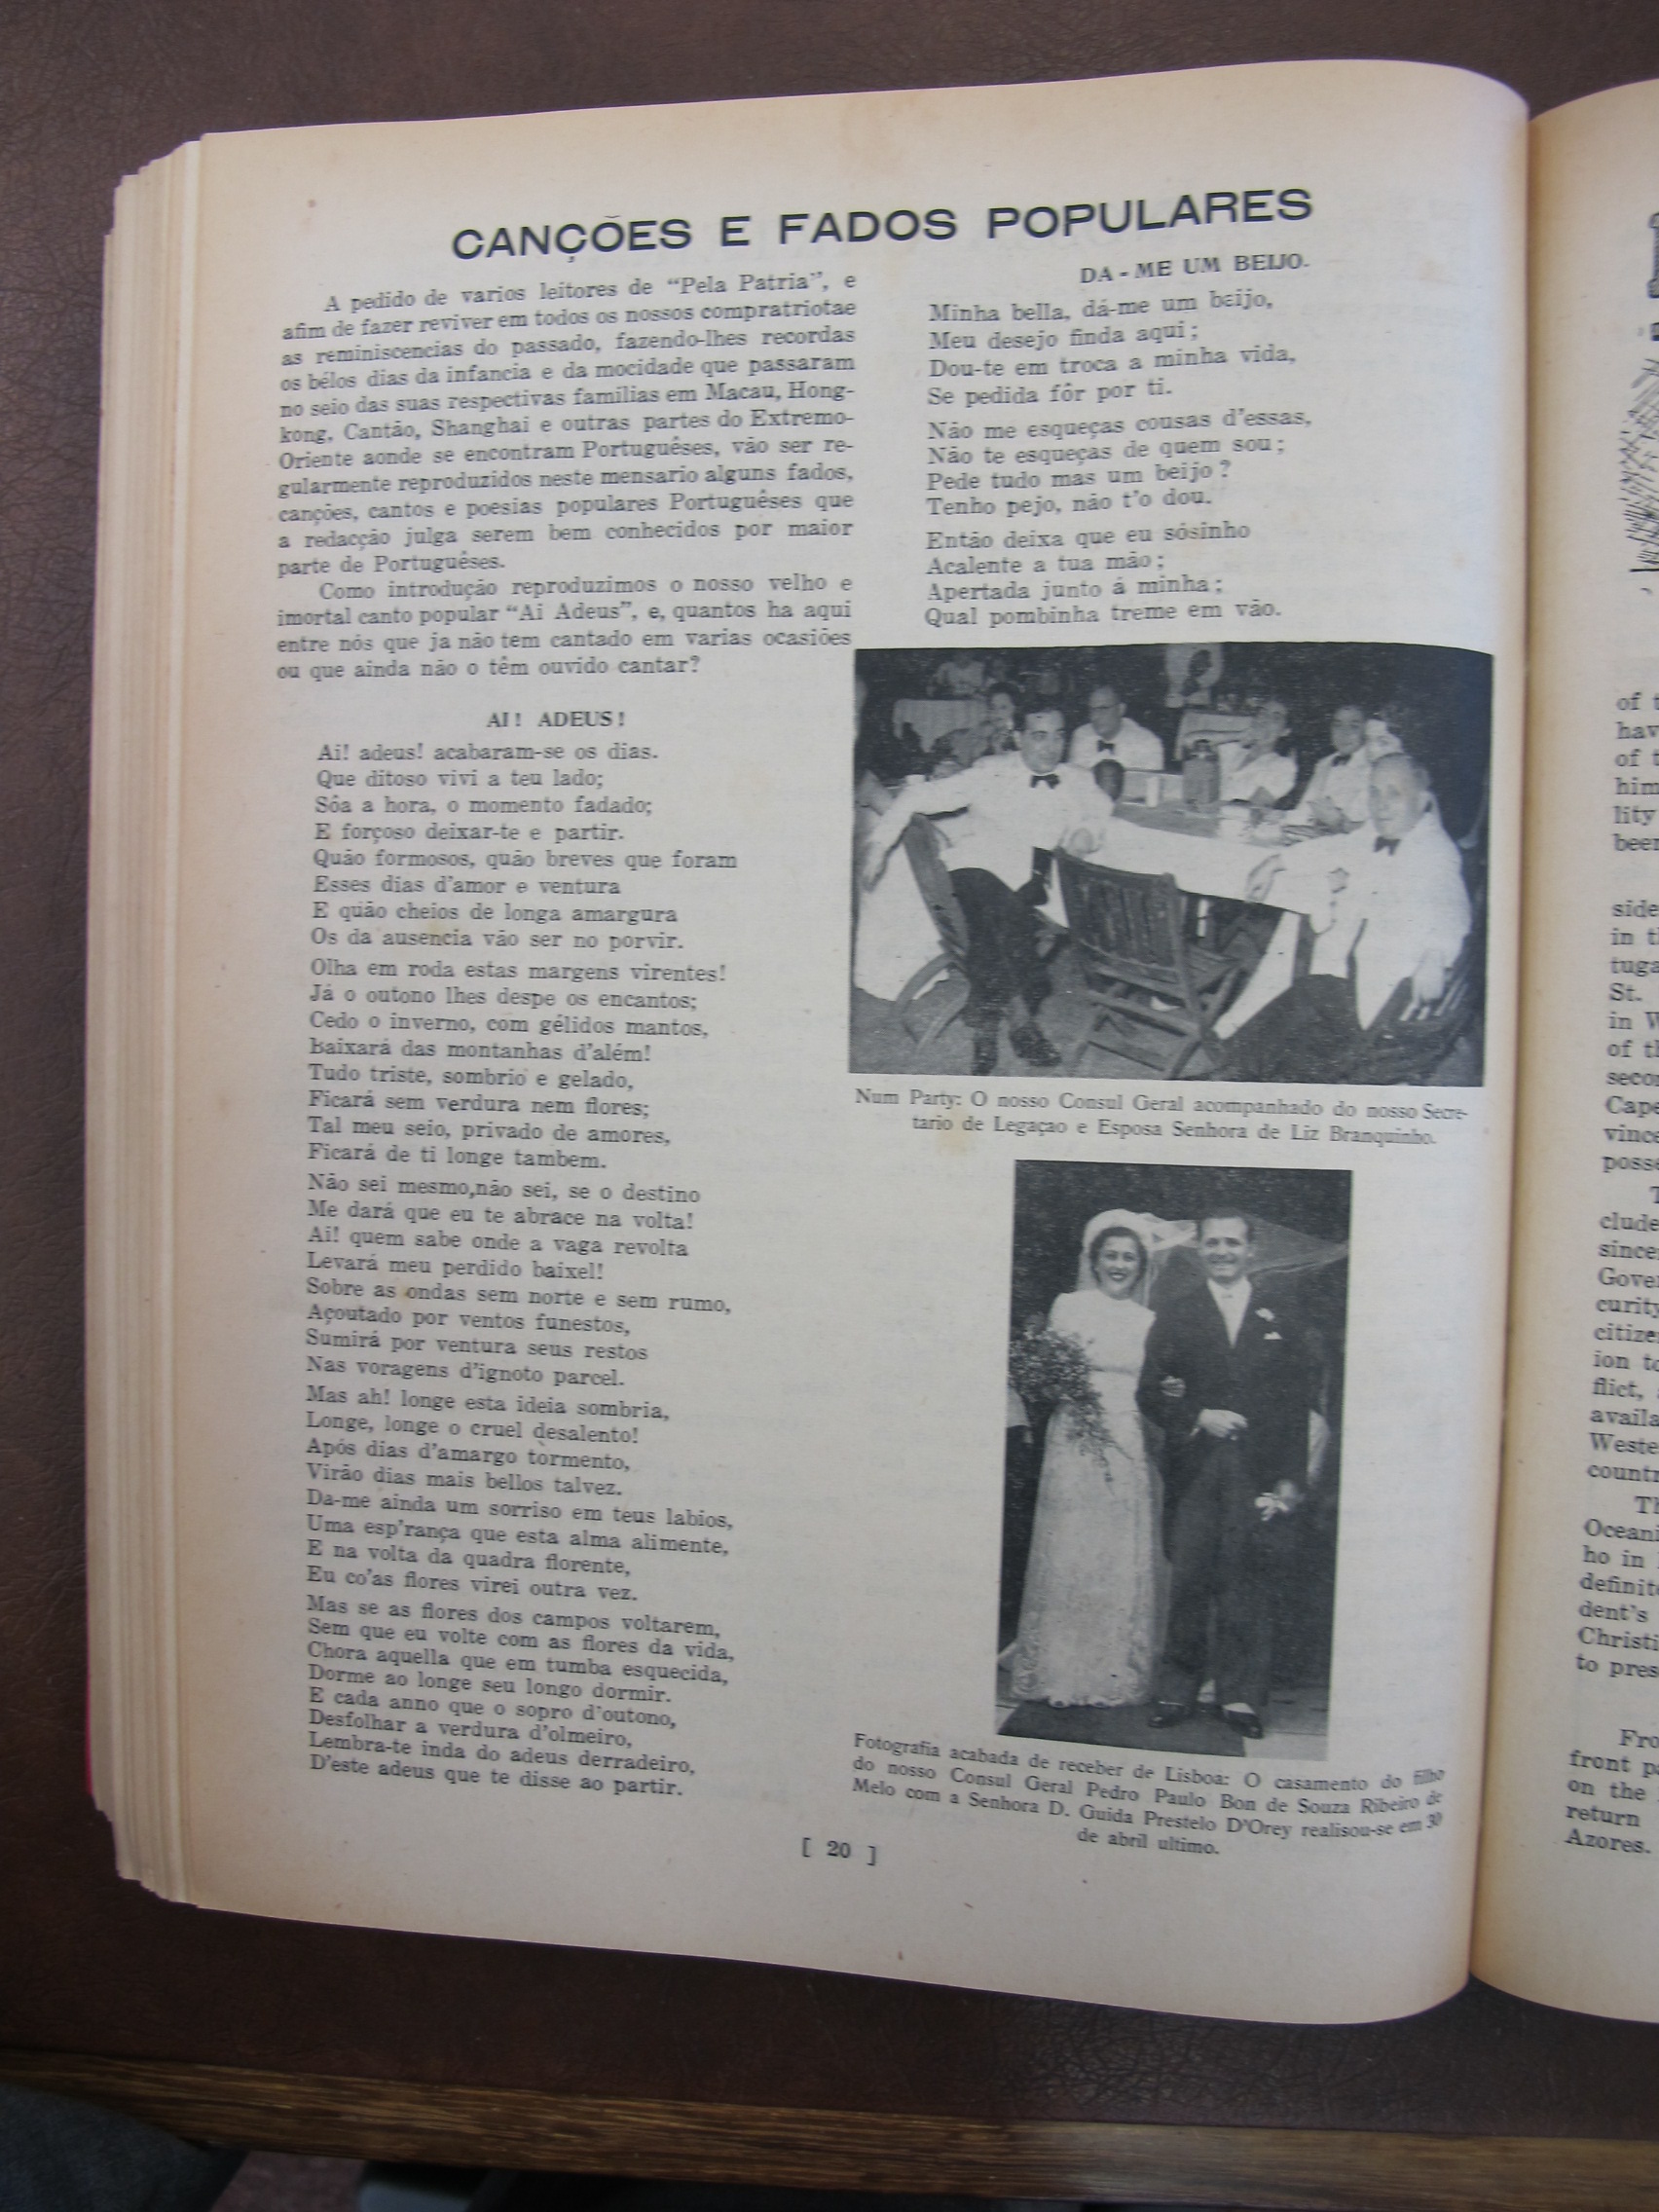 CANÇÕES E FADOS POPULARES
A pedido de varios leitores de "Pela Patria", e
afim de fazer reviver em todos os nossos compratriotae
as reminiscencias do passado, fazendo-lhes recordas
os bélos dias da infancia e da mocidade que passaram
no seio das suas respectivas familias em Macau, Hong-
kong, Cantão, Shanghai e outras partes do Extremo-
Oriente aonde se encontram Portuguêses, vão ser re-
gularmente reproduzidos neste mensario alguns fados,
canções, cantos e poesias populares Portuguêses que
a redacção julga serem bem conhecidos por maior
parte de Portuguêses.
Como introdução reproduzimos o nosso velho e
imortal canto popular "Ai Adeus", e, quantos ha aqui
entre nós que ja não tem cantado em varias ocasiões
ou que ainda não o têm ouvido cantar?
AI! ADEUS!
Ai! adeus! acabaram-se os dias.
Que ditoso vivi a teu lado;
Sôa a hora, o momento fadado;
E forçoso deixar-te e partir.
Quão formosos, quão breves que foram
Esses dias d'amor e ventura
E quão cheios de longa amargura
Os da ausencia vão ser no porvir.
Olha em roda estas margens virentes!
Já o outono lhes despe os encantos;
Cedo o inverno, com gélidos mantos,
Baixará das montanhas d'além!
Tudo triste, sombrio e gelado,
Ficará sem verdura nem flores;
Tal meu seio, privado de amores,
Ficará de ti longe tambem.
Não sei mesmo,não sei, se o destino
Me dará que eu te abrace na volta!
Ai! quem sabe onde a vaga revolta
Levará meu perdido baixel!
Sobre as ondas sem norte e sem rumo,
Açoutado por ventos funestos,
Sumirá por ventura seus restos
Nas voragens d'ignoto parcel.
Mas ah! longe esta ideia sombria,
Longe, longe o cruel desalento!
Após dias d'amargo tormento,
Virão dias mais bellos talvez.
Da-me ainda um sorriso em teus labios,
Uma esp'rança que esta alma alimente,
E na volta da quadra florente,
Eu co'as flores virei outra vez.
Mas se as flores dos campos voltarem,
Sem que eu volte com as flores da vida,
Chora aquella que em tumba esquecida,
Dorme ao longe seu longo dormir.
E cada anno que o sopro d'outono,
Desfolhar a verdura d'olmeiro,
Lembra-te inda do adeus derradeiro,
D'este adeus que te disse ao partir.
DA-ME UM BEIJO.
Minha bella, dá-me um beijo,
Meu desejo finda aqui;
Dou-te em troca a minha vida,
Se pedida fôr por ti.
Não me esqueças cousas d'essas,
Não te esqueças de quem sou;
Pede tudo mas um beijo?
Tenho pejo, não t'o dou.
Então deixa que eu sósinho
Acalente a tua mão;
Apertada junto á minha;
Qual pombinha treme em vão.
Num Party: O nosso Consul Geral acompanhado do nosso Secre-
tario de Legaçao e Esposa Senhora de Liz Branquinho.
Fotografia acabada de receber de Lisboa: O casamento do filho
do nosso Consul Geral Pedro Paulo Bon de Souza Ribeiro de
Melo com a Senhora D. Guida Prestelo D'Orey realisou-se em 30
de abril ultimo.
[ 20 ]
of
of
him
lity
been
side
in
St.
in
of
clude
ion to
flict,
ho in
dent's
to
front
on the
return
Azores.